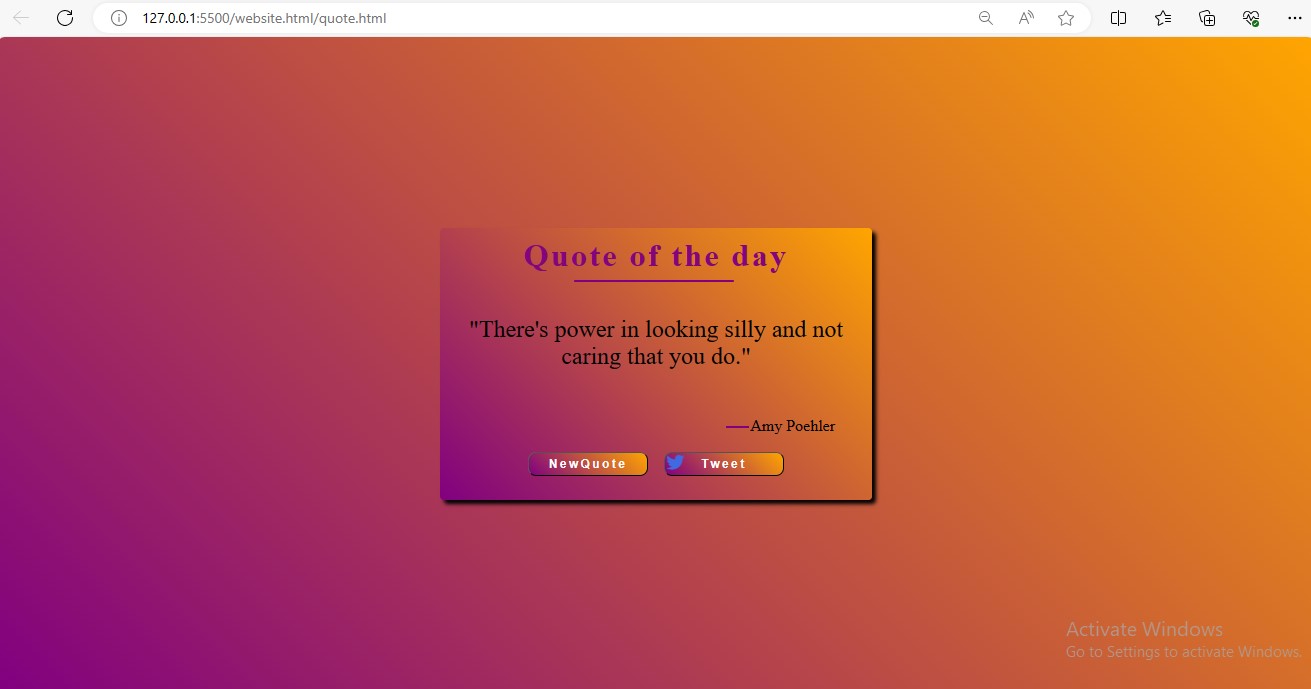 127.0.0.1:5500/website.html/quote.html
Quote of the day
"There's power in looking silly and not
caring that you do."
Amy Poehler
NewQuote
Tweet
Activate Windows
Go to Settings to activate Windows.